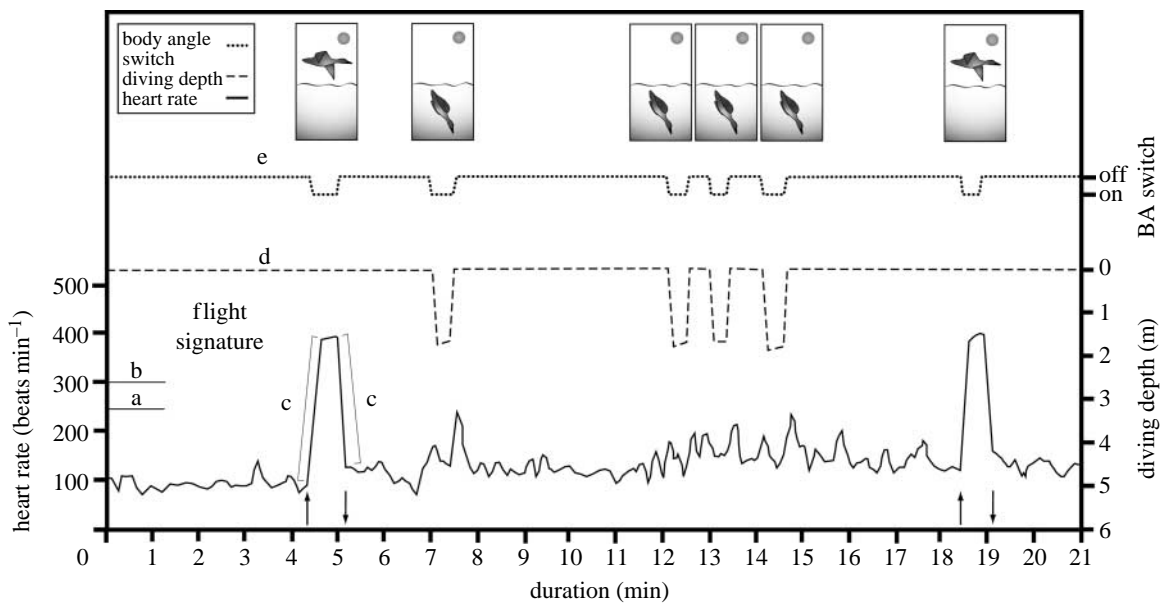 body angle
switch
diving depth
heart rate
e
off
on
BA switch
d
flight
signature
b
a
c
c
heart rate (beats min−1)
500
400
300
200
100
0
0
1
2
3
4
5
6
diving depth (m)
0 1 2 3 4 5 6 7 8 9 10 11 12 13 14 15 16 17 18 19 20 21
duration (min)